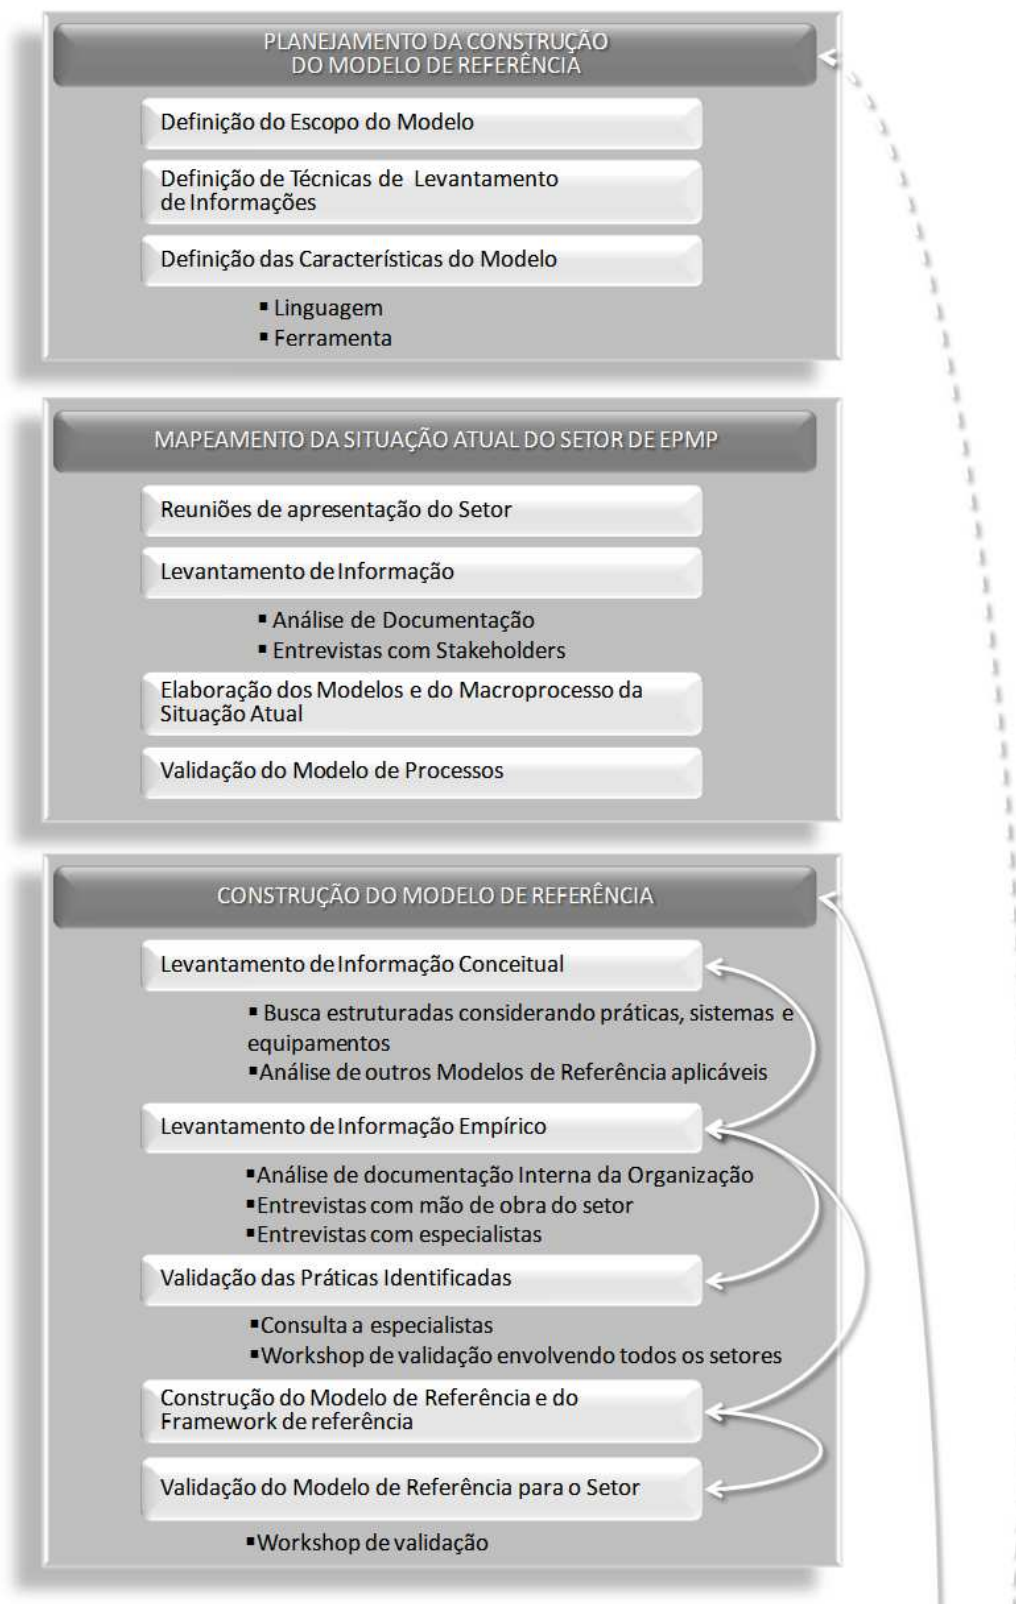 PLANEJAMENTO DA CONSTRUÇÃO
DO MODELO DE REFERÊNCIA
Definição do Escopo do Modelo
Definição de Técnicas de Levantamento
de Informações
Definição das Características do Modelo
▪ Linguagem
▪ Ferramenta
MAPEAMENTO DA SITUAÇÃO ATUAL DO SETOR DE EPMP
Reuniões de apresentação do Setor
Levantamento de Informação
▪ Análise de Documentação
▪ Entrevistas com Stakeholders
Elaboração dos Modelos e do Macroprocesso da
Situação Atual
Validação do Modelo de Processos
CONSTRUÇÃO DO MODELO DE REFERÊNCIA
Levantamento de Informação Conceitual
▪ Busca estruturadas considerando práticas, sistemas e
equipamentos
▪Análise de outros Modelos de Referência aplicáveis
Levantamento de Informação Empírico
▪Análise de documentação Interna da Organização
▪Entrevistas com mão de obra do setor
▪Entrevistas com especialistas
Validação das Práticas Identificadas
▪Consulta a especialistas
▪Workshop de validação envolvendo todos os setores
Construção do Modelo de Referência e do
Framework de referência
Validação do Modelo de Referência para o Setor
▪Workshop de validação